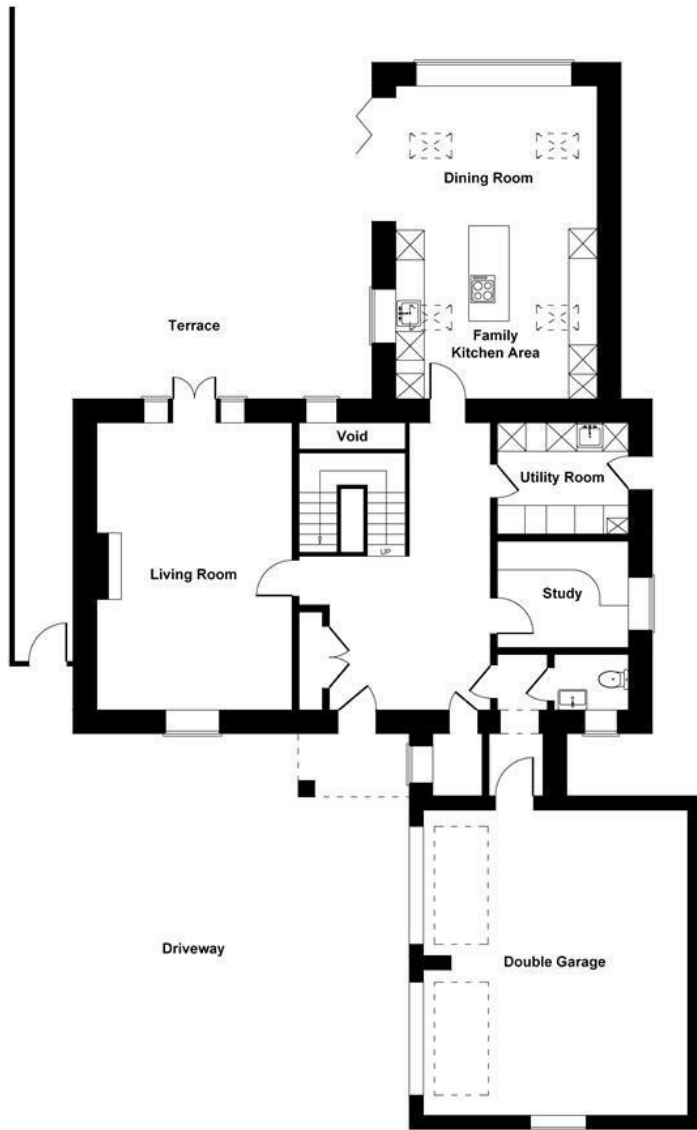 Dining Room
Family
Kitchen Area
Terrace
Void
Utility Room
UP
Living Room
Study
Driveway
Double Garage